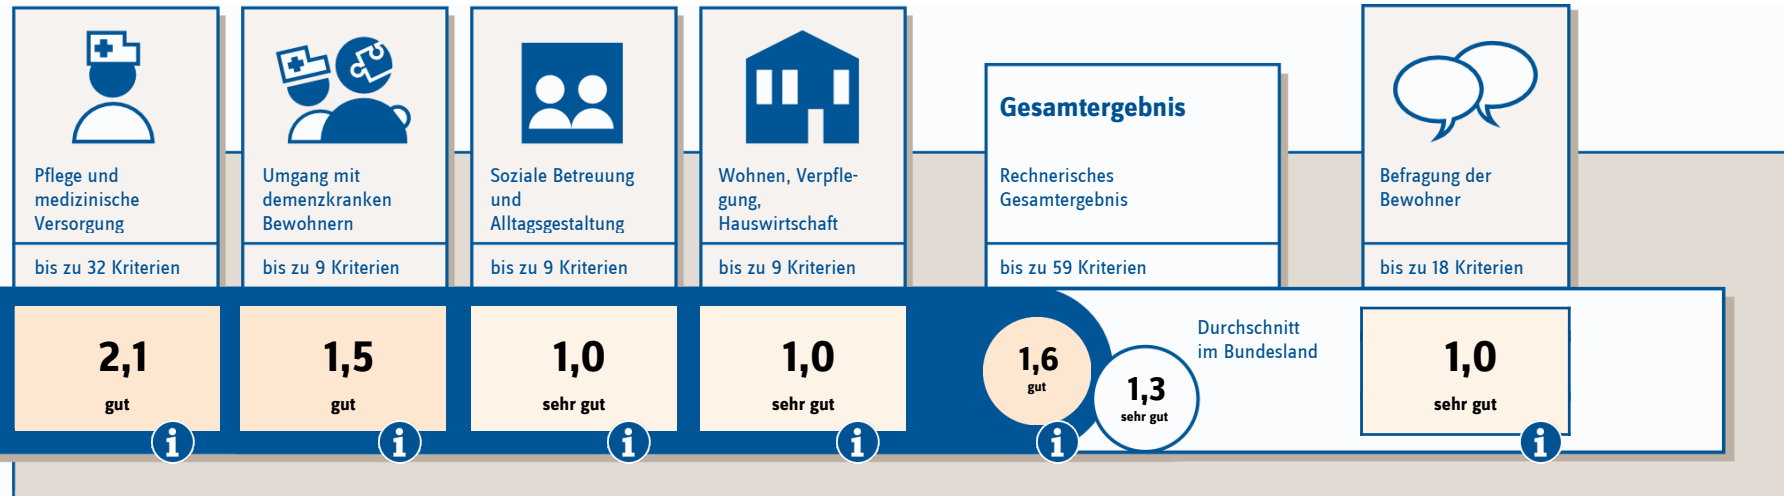 Pflege und
medizinische
Versorgung
bis zu 32 Kriterien
2,1
gut
i
Umgang mit
demenzkranken
Bewohnern
bis zu 9 Kriterien
1,5
gut
i
Soziale Betreuung
und
Alltagsgestaltung
bis zu 9 Kriterien
1,0
sehr gut
i
Wohnen, Verpfle-
gung,
Hauswirtschaft
bis zu 9 Kriterien
1,0
sehr gut
i
Gesamtergebnis
Rechnerisches
Gesamtergebnis
bis zu 59 Kriterien
1,6
gut
i
1,3
sehr gut
Durchschnitt
im Bundesland
Befragung der
Bewohner
bis zu 18 Kriterien
1,0
sehr gut
i